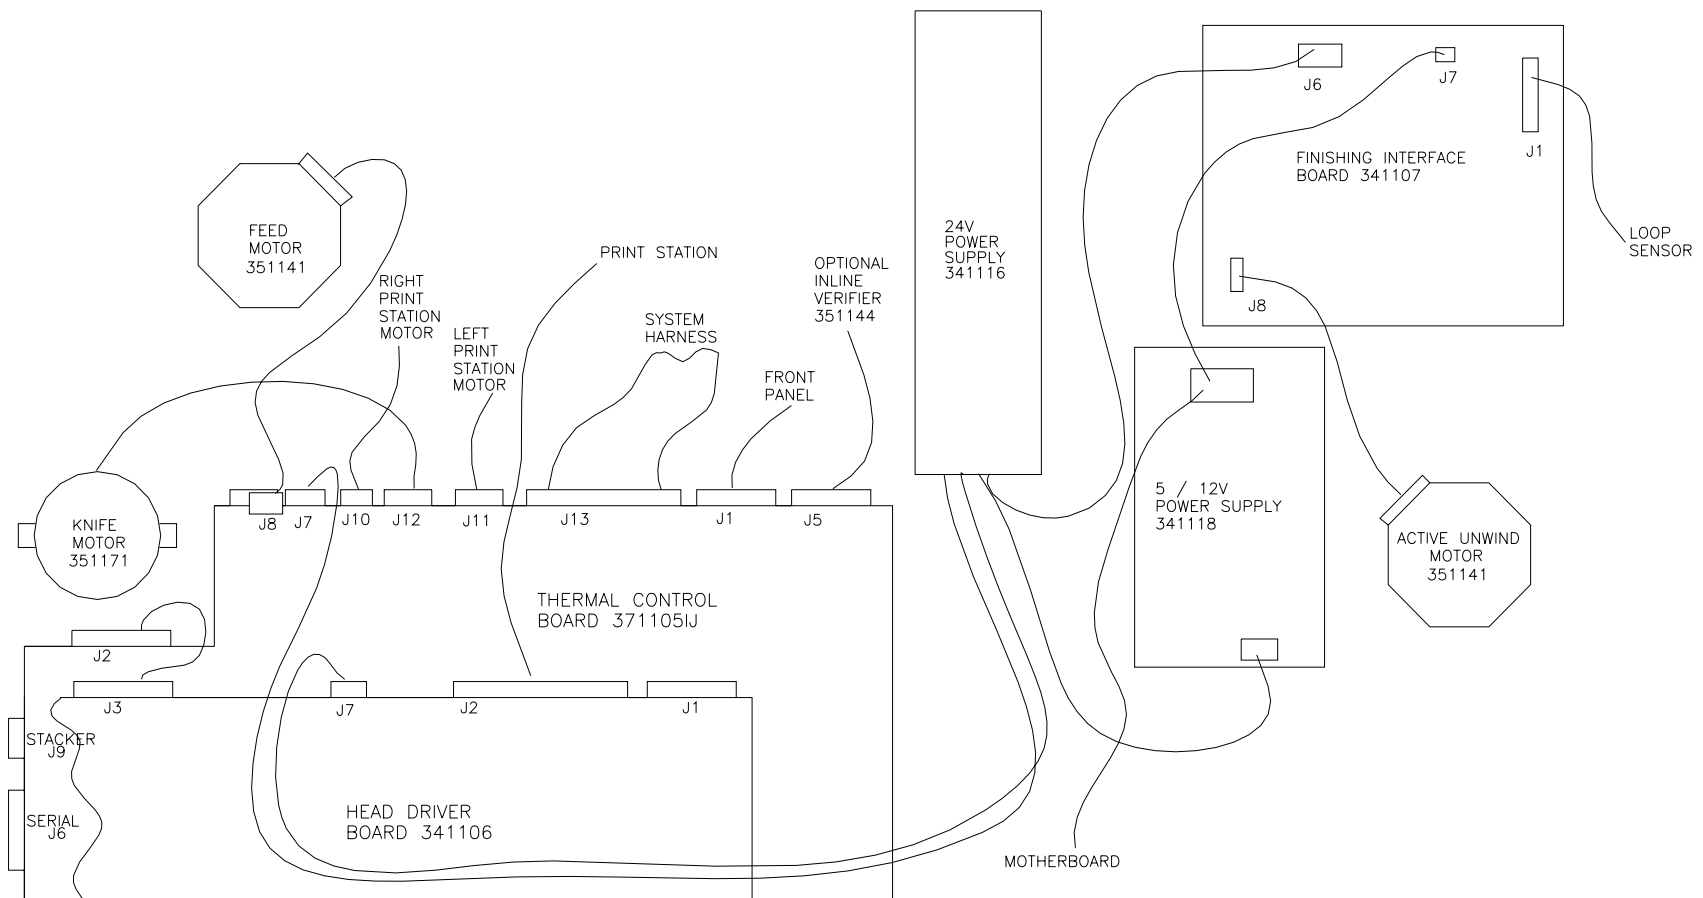 J6
J7
J1
FINISHING INTERFACE
BOARD 341107
LOOP
SENSOR
J8
24V
POWER
SUPPLY
341116
FEED
MOTOR
351141
RIGHT
PRINT
STATION
MOTOR
LEFT
PRINT
STATION
MOTOR
PRINT STATION
SYSTEM
HARNESS
OPTIONAL
INLINE
VERIFIER
351144
FRONT
PANEL
KNIFE
MOTOR
351171
J8
J7
J10
J12
J11
J13
J1
J5
5 / 12V
POWER SUPPLY
341118
ACTIVE UNWIND
MOTOR
351141
THERMAL CONTROL
BOARD 371105IJ
J2
J3
J7
J2
J1
STACKER
J9
SERIAL
J6
HEAD DRIVER
BOARD 341106
MOTHERBOARD